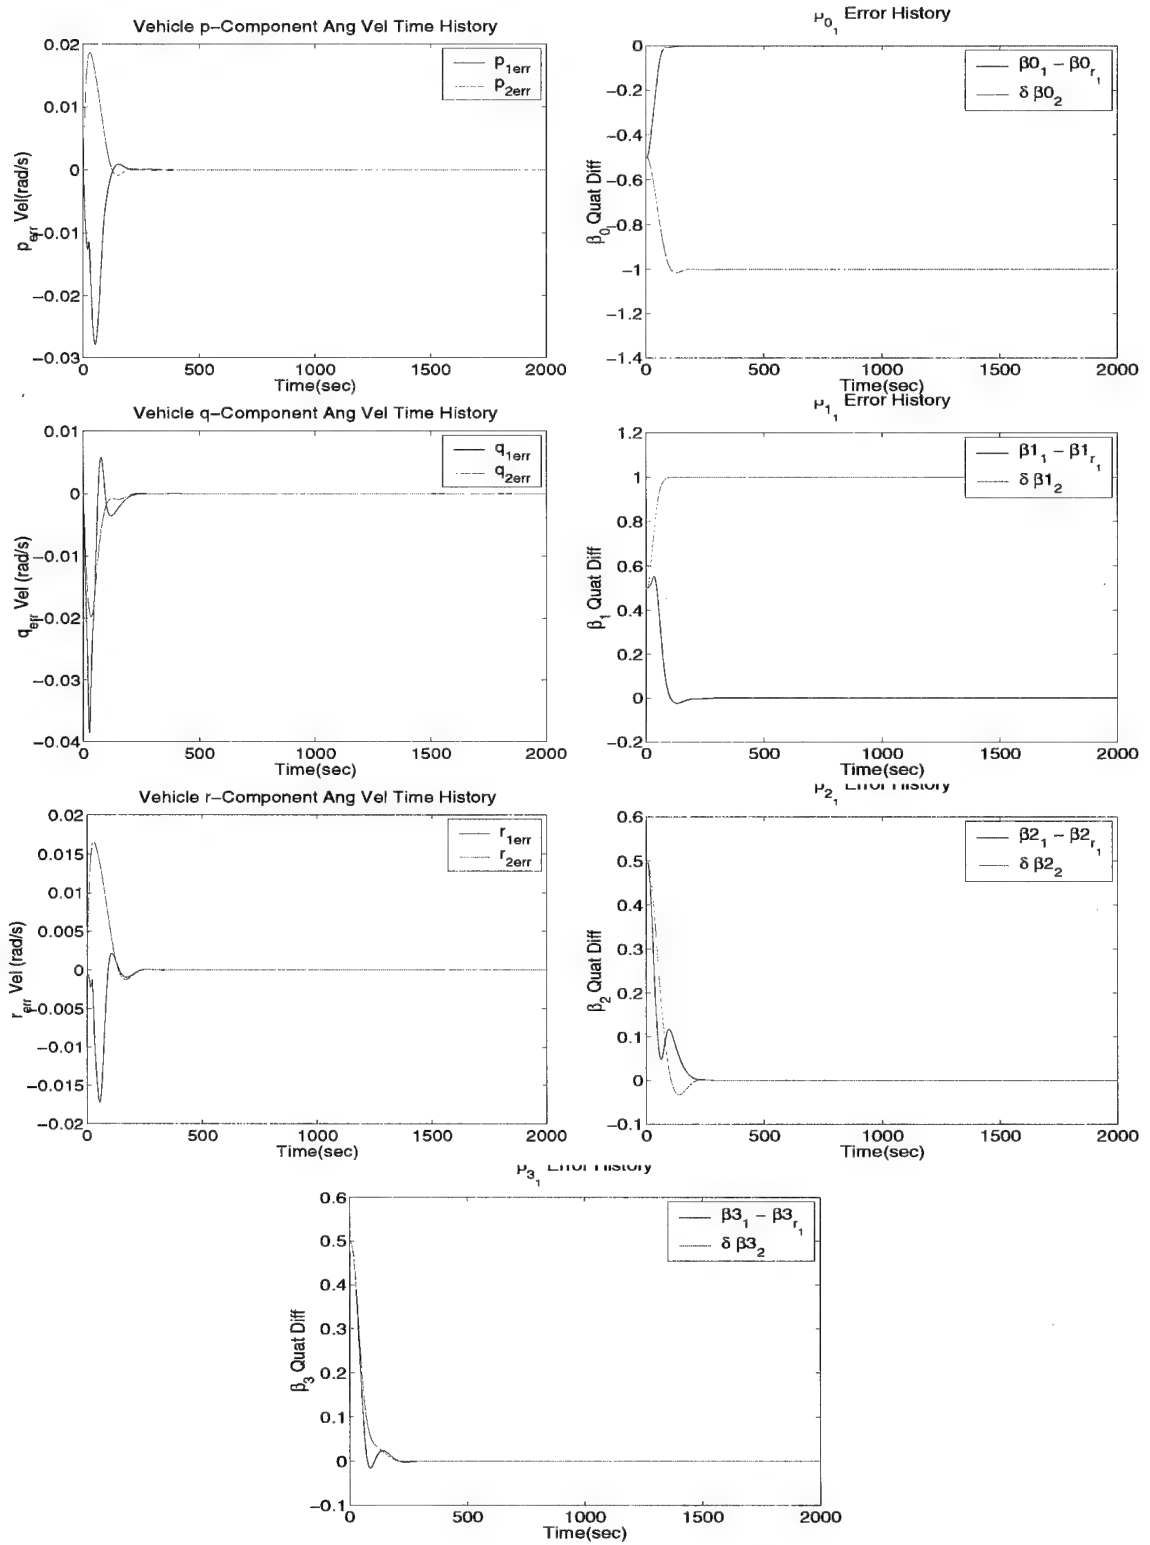 Vehicle p-Component Ang Vel Time History
p_1err
p_2err
0.02
0.01
0
-0.01
-0.02
-0.03
p_err Vel(rad/s)
0 500 1000 1500 2000
Time(sec)
Error History
β0_1 - β0_r_1
δ β0_2
0
-0.2
-0.4
-0.6
-0.8
-1
-1.2
-1.4
β_0 Quat Diff
0 500 1000 1500 2000
Time(sec)
Vehicle q-Component Ang Vel Time History
q_1err
q_2err
0.01
0
-0.01
-0.02
-0.03
-0.04
q_err Vel (rad/s)
0 500 1000 1500 2000
Time(sec)
Error History
β1_1 - β1_r_1
δ β1_2
1.2
1
0.8
0.6
0.4
0.2
0
-0.2
β_1 Quat Diff
0 500 1000 1500 2000
Time(sec)
Vehicle r-Component Ang Vel Time History
r_1err
r_2err
0.02
0.015
0.01
0.005
0
-0.005
-0.01
-0.015
-0.02
r_err Vel (rad/s)
0 500 1000 1500 2000
Time(sec)
Error History
β2_1 - β2_r_1
δ β2_2
0.6
0.5
0.4
0.3
0.2
0.1
0
-0.1
β_2 Quat Diff
0 500 1000 1500 2000
Time(sec)
Error History
β3_1 - β3_r_1
δ β3_2
0.6
0.5
0.4
0.3
0.2
0.1
0
-0.1
β_3 Quat Diff
0 500 1000 1500 2000
Time(sec)